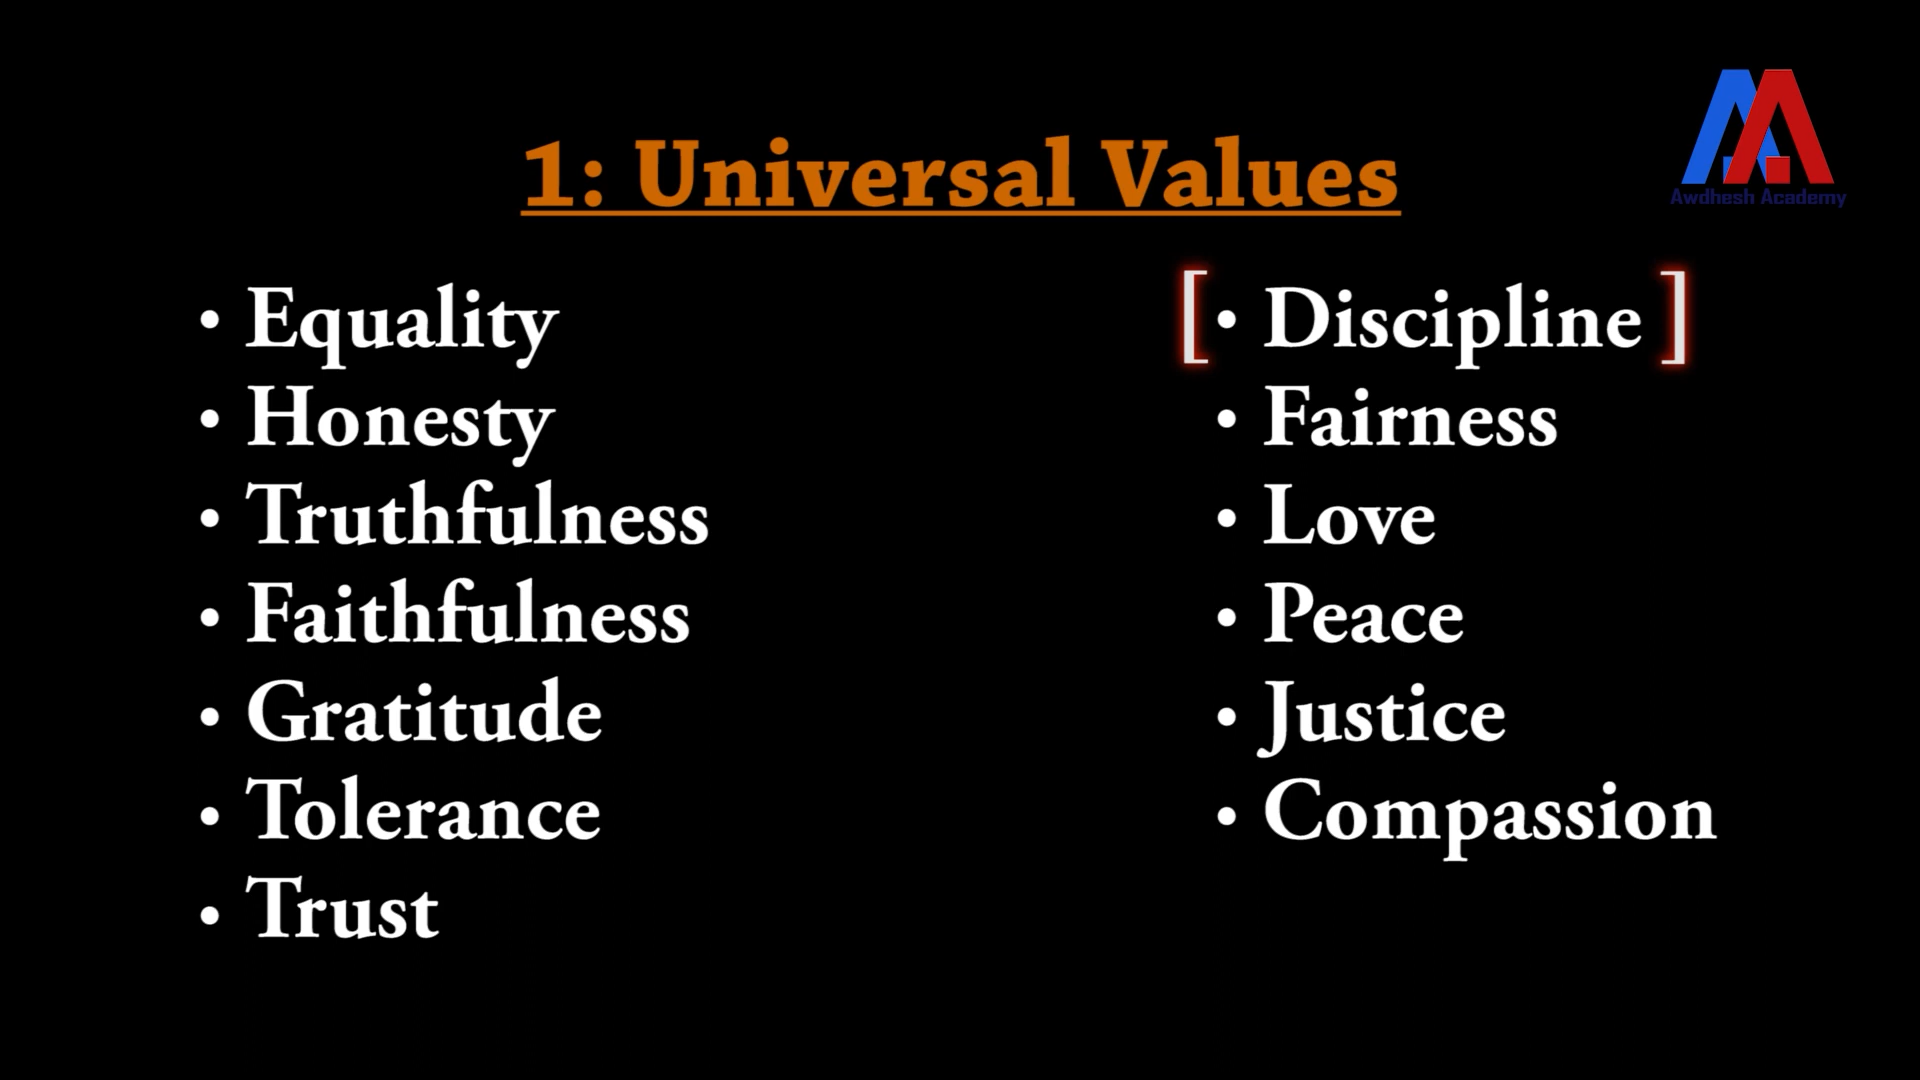 1: Universal Values
Awdhesh Academy
• Equality
• Honesty
• Truthfulness
• Faithfulness
• Gratitude
• Tolerance
• Trust
[• Discipline]
• Fairness
• Love
• Peace
• Justice
• Compassion